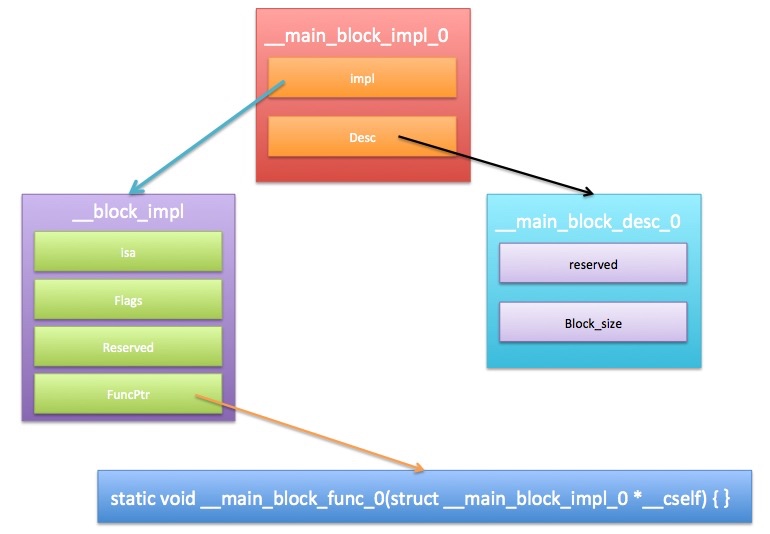 __main_block_impl_0
impl
Desc
__block_impl
isa
Flags
Reserved
FuncPtr
__main_block_desc_0
reserved
Block_size
static void __main_block_func_0(struct __main_block_impl_0 *__cself) { }